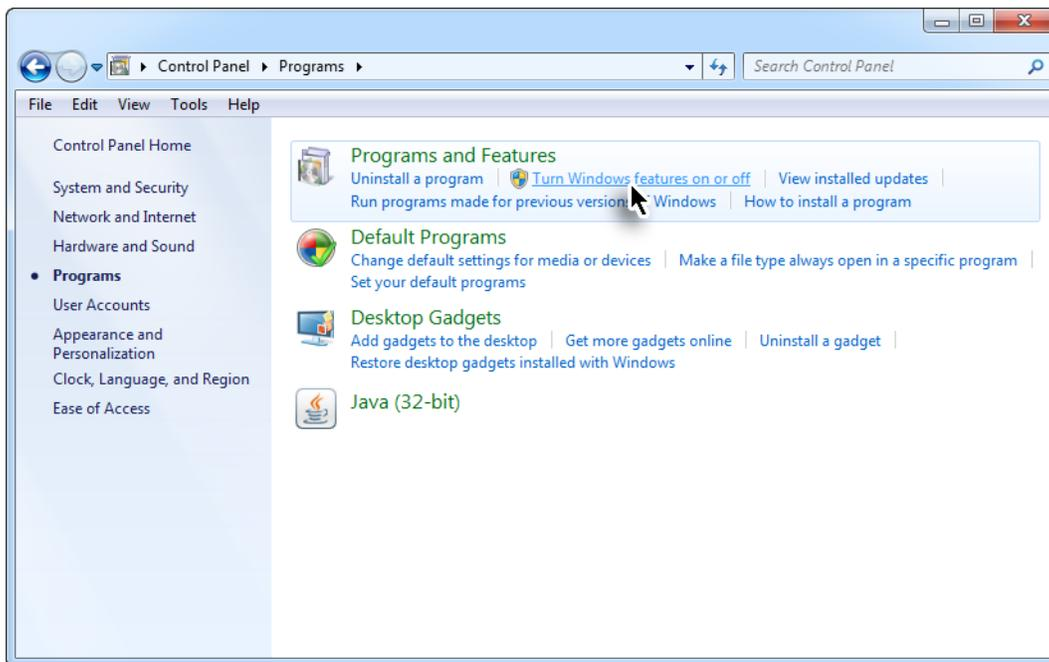 Control Panel Programs
Search Control Panel
File Edit View Tools Help
Control Panel Home
System and Security
Network and Internet
Hardware and Sound
Programs
User Accounts
Appearance and
Personalization
Clock, Language, and Region
Ease of Access
Programs and Features
Uninstall a program Turn Windows features on or off View installed updates
Run programs made for previous versions Windows How to install a program
Default Programs
Change default settings for media or devices Make a file type always open in a specific program
Set your default programs
Desktop Gadgets
Add gadgets to the desktop Get more gadgets online Uninstall a gadget
Restore desktop gadgets installed with Windows
Java (32-bit)